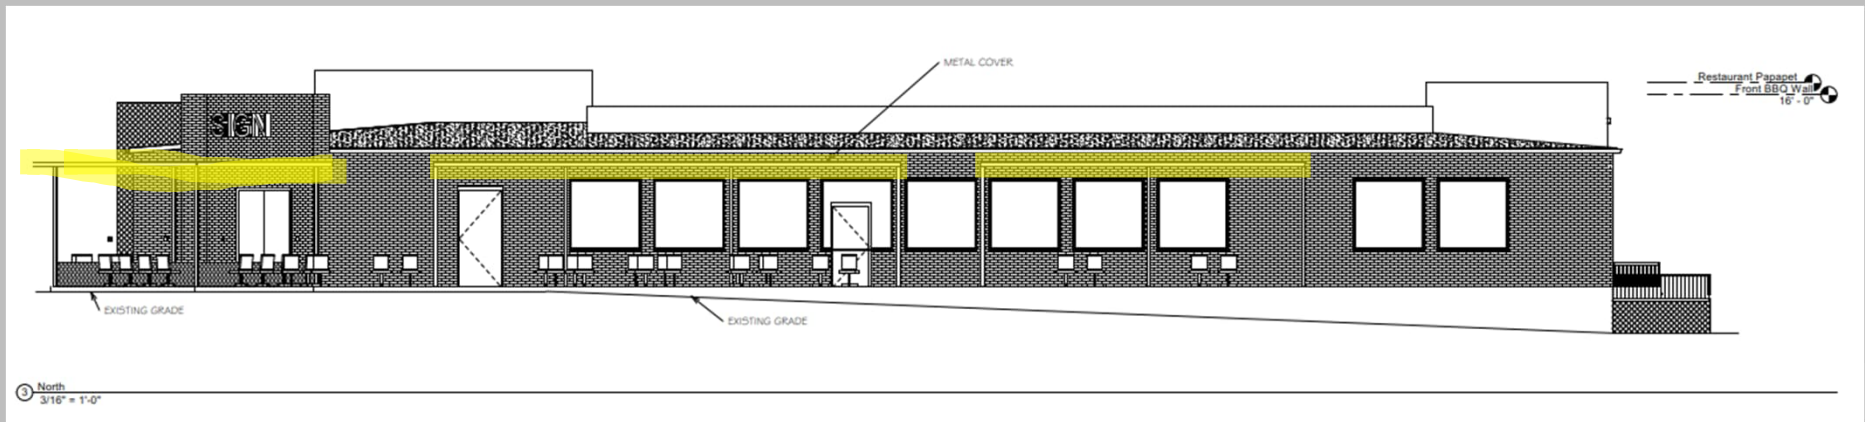 METAL COVER
Restaurant Papapet
Front BBQ Wall
16' - 0"
SIGN
EXISTING GRADE
EXISTING GRADE
3
North
3/16" = 1'-0"